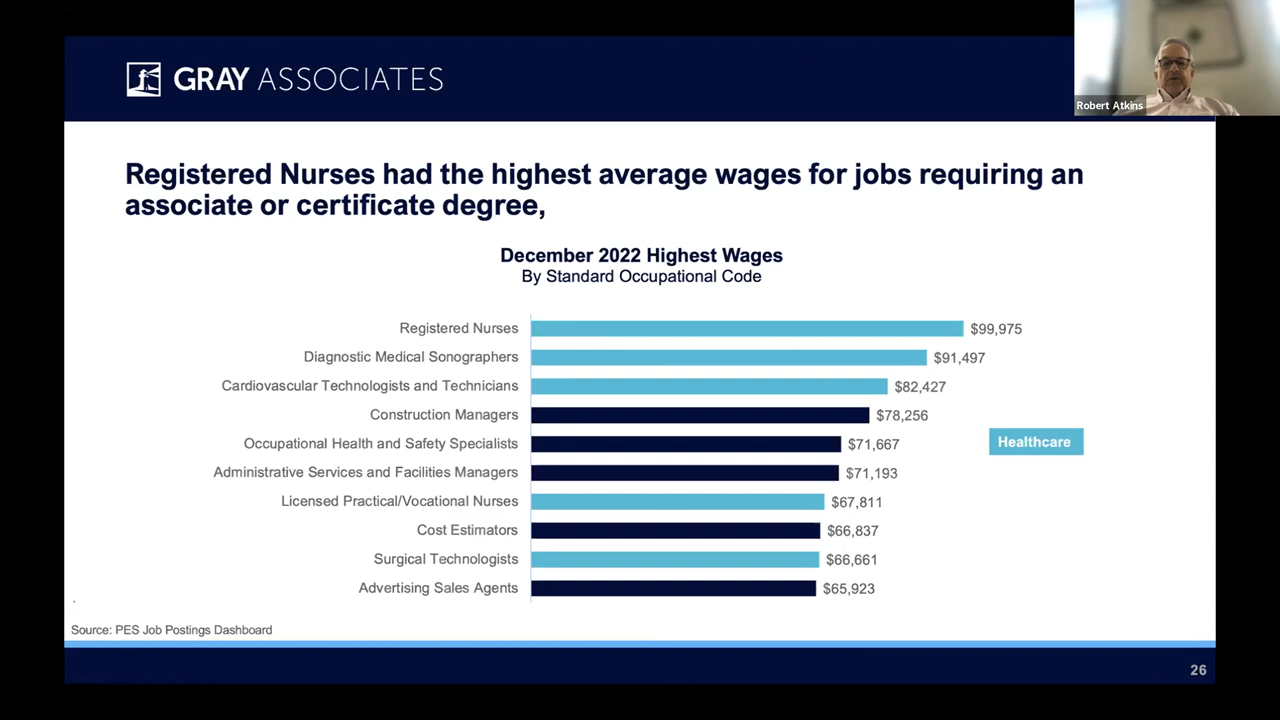 GRAY ASSOCIATES
Robert Atkins
Registered Nurses had the highest average wages for jobs requiring an
associate or certificate degree,
December 2022 Highest Wages
By Standard Occupational Code
Registered Nurses $99,975
Diagnostic Medical Sonographers $91,497
Cardiovascular Technologists and Technicians $82,427
Construction Managers $78,256
Occupational Health and Safety Specialists $71,667
Healthcare
Administrative Services and Facilities Managers $71,193
Licensed Practical/Vocational Nurses $67,811
Cost Estimators $66,837
Surgical Technologists $66,661
Advertising Sales Agents $65,923
.
Source: PES Job Postings Dashboard
26